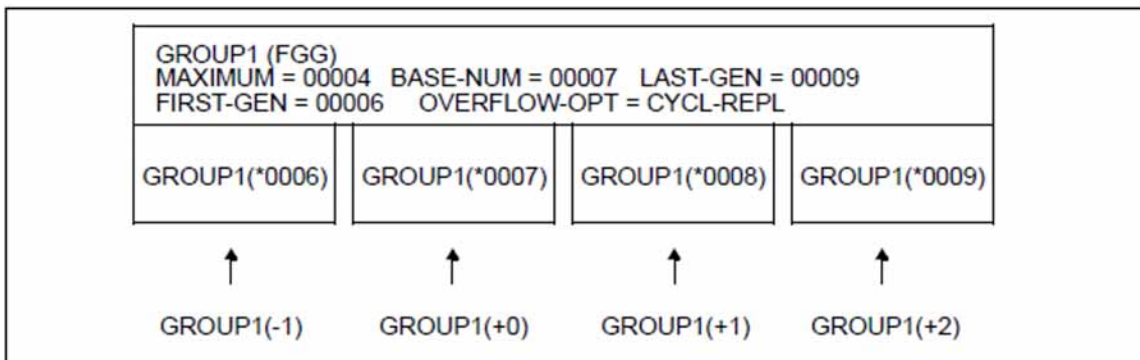 GROUP1 (FGG)
MAXIMUM = 00004 BASE-NUM = 00007 LAST-GEN = 00009
FIRST-GEN = 00006 OVERFLOW-OPT = CYCL-REPL
GROUP1(*0006) GROUP1(*0007) GROUP1(*0008) GROUP1(*0009)
GROUP1(-1) GROUP1(+0) GROUP1(+1) GROUP1(+2)